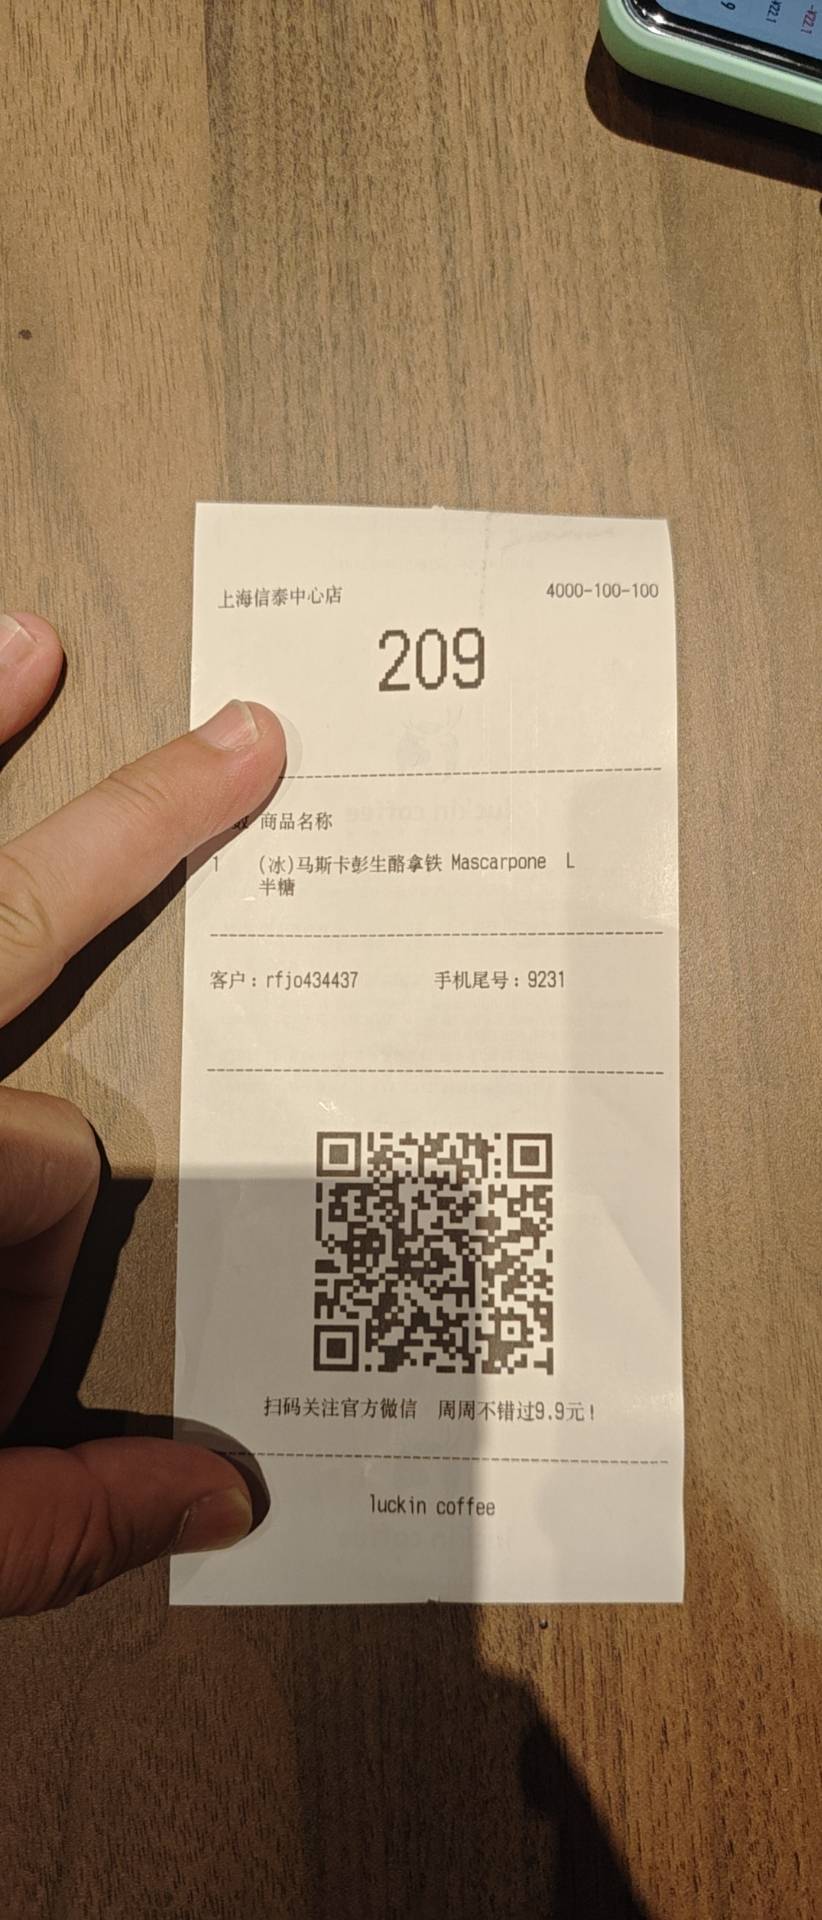 上海信泰中心店 4000-100-100
209
商品名称
1 (冰)马斯卡彭生酪拿铁 Mascarpone L
半糖
客户：rfjo434437 手机尾号：9231
扫码关注官方微信 周周不错过9.9元！
luckin coffee